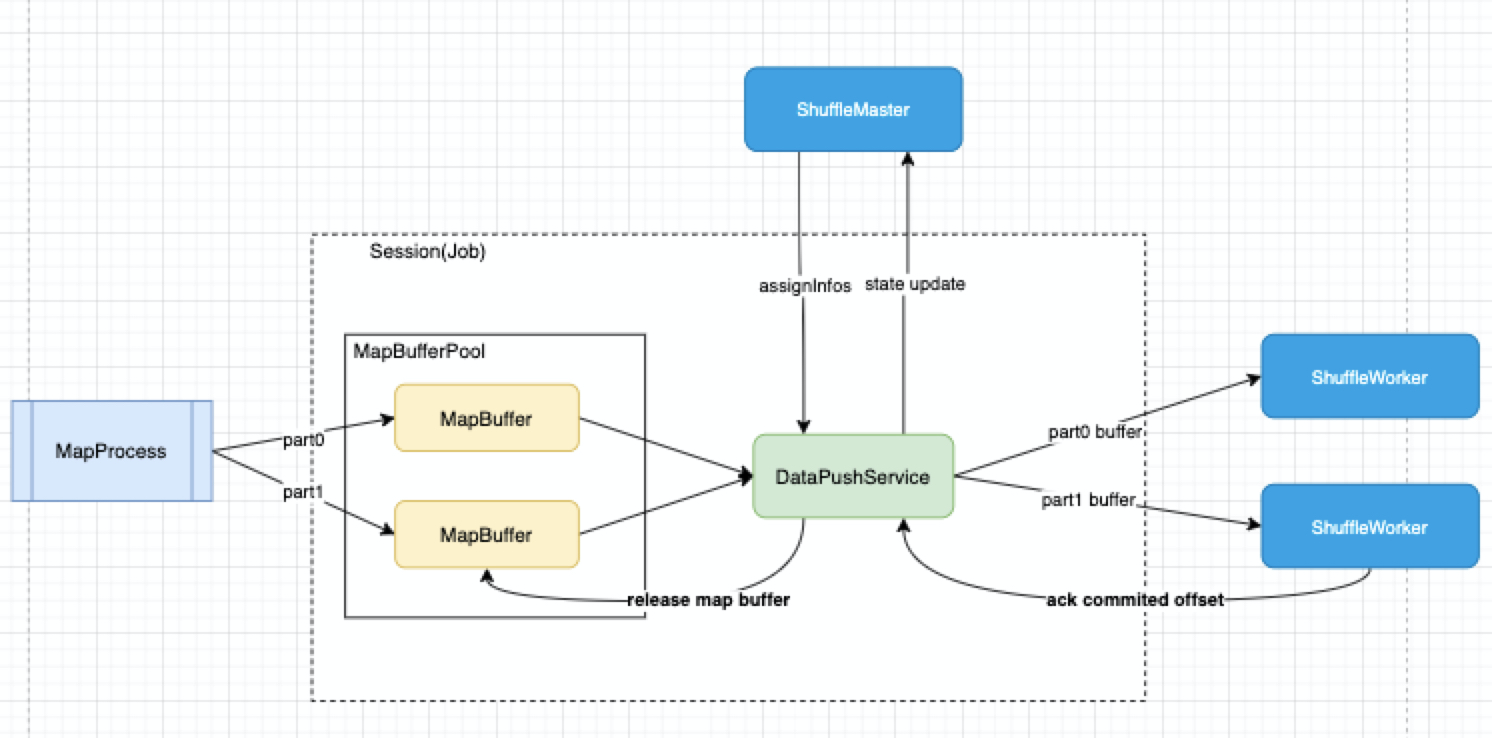 ShuffleMaster
Session(Job)
assignInfos
state update
MapBufferPool
MapBuffer
ShuffleWorker
part0
part0 buffer
MapProcess
DataPushService
part1
part1 buffer
MapBuffer
ShuffleWorker
release map buffer
ack commited offset